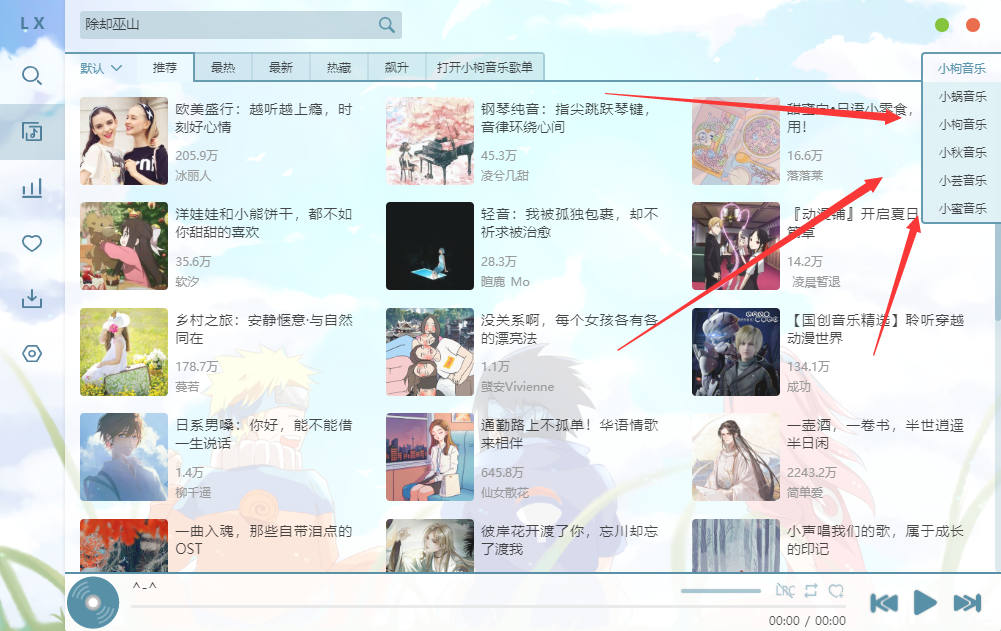 L X
除却巫山
默认
推荐
最热
最新
热藏
飙升
打开小枸音乐歌单
小枸音乐
小蜗音乐
小枸音乐
小秋音乐
小芸音乐
小蜜音乐
欧美盛行：越听越上瘾，时
刻好心情
205.9万
冰丽人
钢琴纯音：指尖跳跃琴键，
音律环绕心间
45.3万
凌兮几甜
日语小零食，
用！
16.6万
落落莱
洋娃娃和小熊饼干，都不如
你甜甜的喜欢
35.6万
软汐
轻音：我被孤独包裹，却不
祈求被治愈
28.3万
暄鹿 Mo
『动漫辅』开启夏日
章
14.2万
凌晨暂退
乡村之旅：安静惬意·与自然
同在
178.7万
葵若
没关系啊，每个女孩各有各
的漂亮法
1.1万
鳗安Vivienne
【国创音乐精选】聆听穿越
动漫世界
134.1万
成功
日系男嗓：你好，能不能借
一生说话
1.4万
柳千遥
通勤路上不孤单！华语情歌
来相伴
645.8万
仙女散花
一壶酒，一卷书，半世逍遥
半日闲
2243.2万
简单爱
一曲入魂，那些自带泪点的
OST
彼岸花开渡了你，忘川却忘
了渡我
小声唱我们的歌，属于成长
的印记
^-^
LRC
00:00 / 00:00